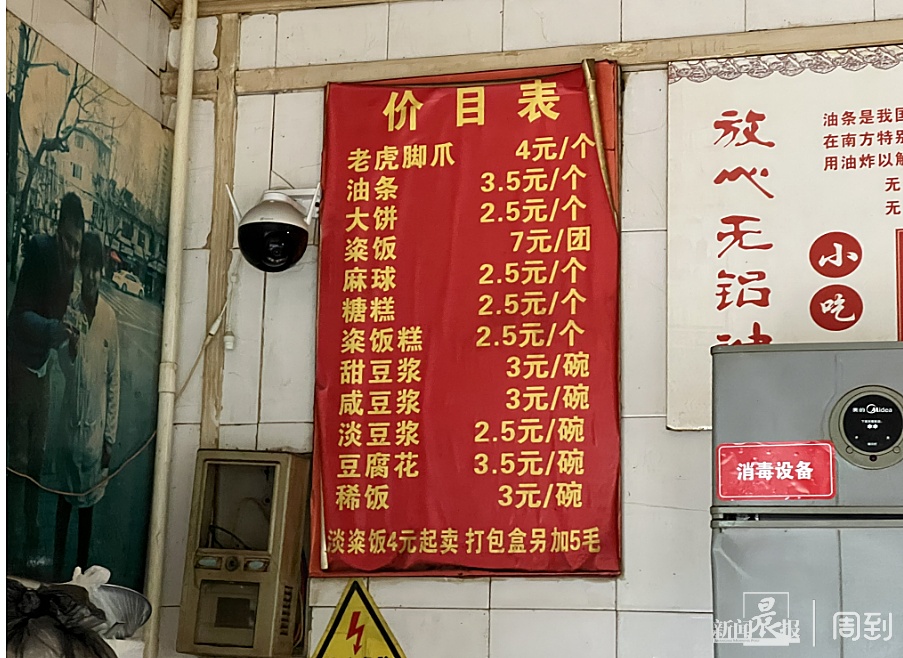 价目表
老虎脚爪 4元/个
油条 3.5元/个
大饼 2.5元/个
粢饭 7元/团
麻球 2.5元/个
糖糕 2.5元/个
粢饭糕 2.5元/个
甜豆浆 3元/碗
咸豆浆 3元/碗
淡豆浆 2.5元/碗
豆腐花 3.5元/碗
稀饭 3元/碗
淡粢饭4元起卖 打包盒另加5毛
放心无铝油
油条是我国
在南方特别
用油炸以解
无
无
小吃
美的 Midea
消毒设备
新闻晨报 周到